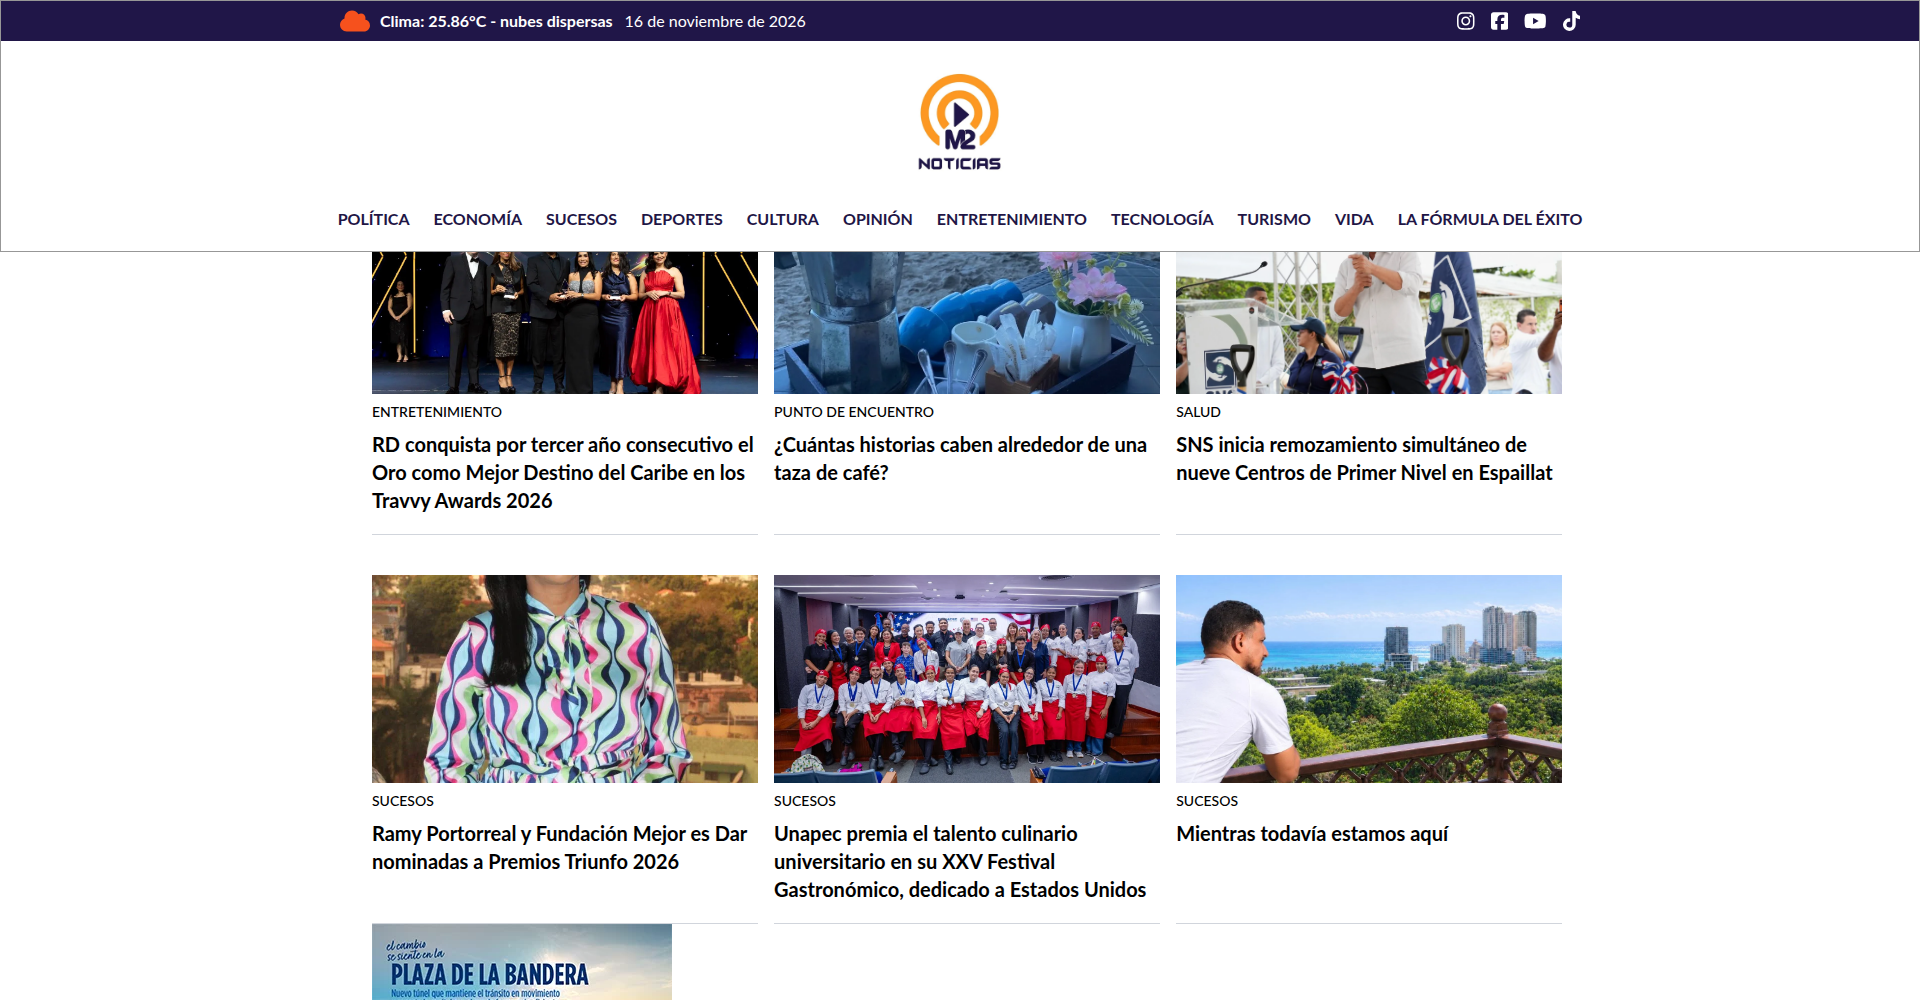 Clima: 25.86°C - nubes dispersas 16 de noviembre de 2026
M2
NOTICIAS
POLÍTICA ECONOMÍA SUCESOS DEPORTES CULTURA OPINIÓN ENTRETENIMIENTO TECNOLOGÍA TURISMO VIDA LA FÓRMULA DEL ÉXITO
ENTRETENIMIENTO
RD conquista por tercer año consecutivo el
Oro como Mejor Destino del Caribe en los
Travvy Awards 2026
PUNTO DE ENCUENTRO
¿Cuántas historias caben alrededor de una
taza de café?
SNS
SALUD
SNS inicia remozamiento simultáneo de
nueve Centros de Primer Nivel en Espaillat
SUCESOS
Ramy Portorreal y Fundación Mejor es Dar
nominadas a Premios Triunfo 2026
SUCESOS
Unapec premia el talento culinario
universitario en su XXV Festival
Gastronómico, dedicado a Estados Unidos
SUCESOS
Mientras todavía estamos aquí
el cambio
se siente en la
PLAZA DE LA BANDERA
Nuevo túnel que mantiene el tránsito en movimiento